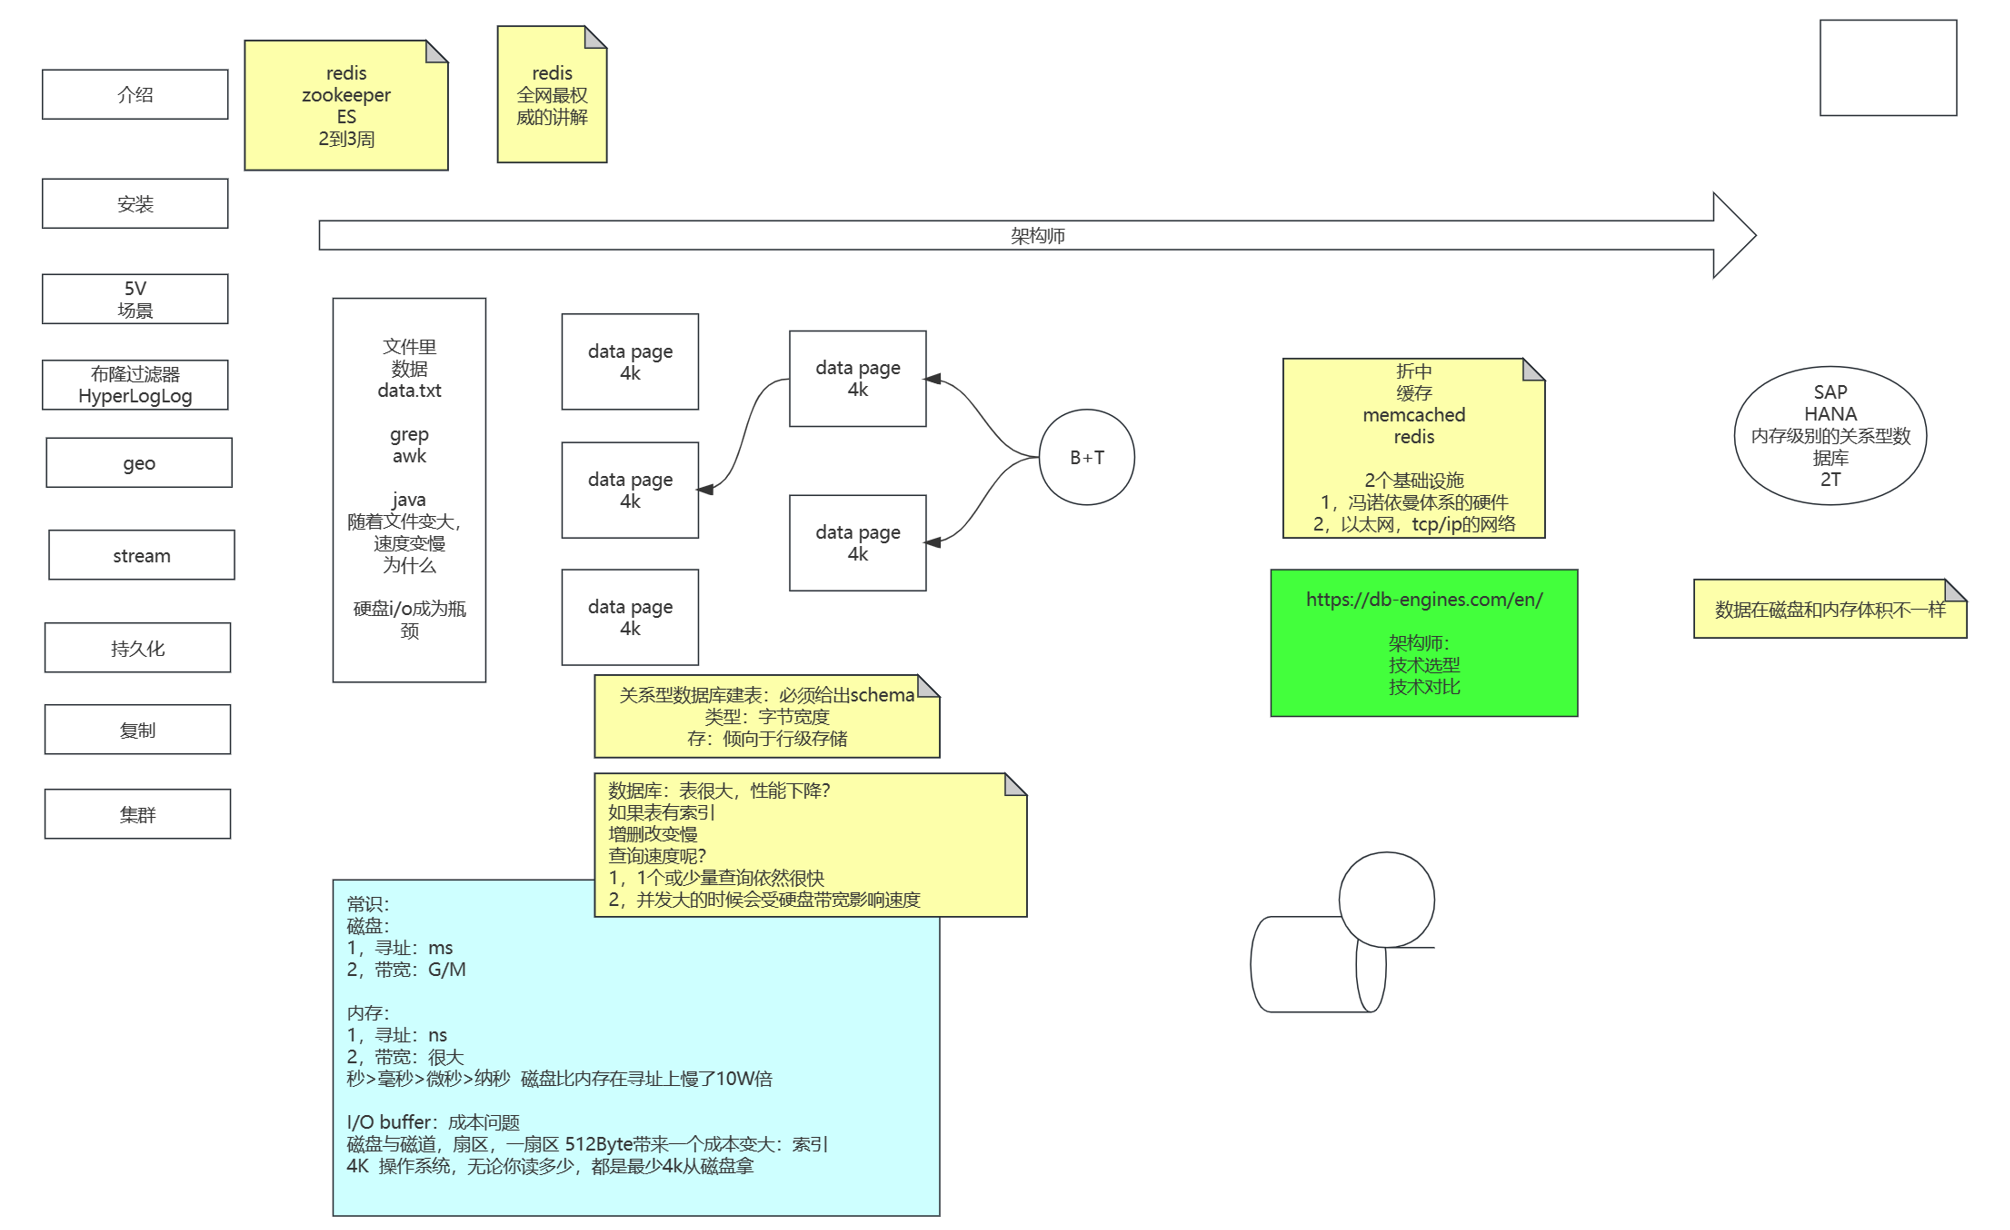 介绍
安装
5V
场景
布隆过滤器
HyperLogLog
geo
stream
持久化
复制
集群
redis
zookeeper
ES
2到3周
redis
全网最权
威的讲解
架构师
文件里
数据
data.txt
grep
awk
java
随着文件变大，
速度变慢
为什么
硬盘i/o成为瓶
颈
data page
4k
data page
4k
data page
4k
data page
4k
data page
4k
B+T
关系型数据库建表：必须给出schema
类型：字节宽度
存：倾向于行级存储
数据库：表很大，性能下降？
如果表有索引
增删改变慢
查询速度呢？
1，1个或少量查询依然很快
2，并发大的时候会受硬盘带宽影响速度
常识：
磁盘：
1，寻址：ms
2，带宽：G/M
内存：
1，寻址：ns
2，带宽：很大
秒>毫秒>微秒>纳秒  磁盘比内存在寻址上慢了10W倍
I/O buffer：成本问题
磁盘与磁道，扇区，一扇区 512Byte带来一个成本变大：索引
4K  操作系统，无论你读多少，都是最少4k从磁盘拿
折中
缓存
memcached
redis
2个基础设施
1，冯诺依曼体系的硬件
2，以太网，tcp/ip的网络
https://db-engines.com/en/
架构师：
技术选型
技术对比
SAP
HANA
内存级别的关系型数
据库
2T
数据在磁盘和内存体积不一样